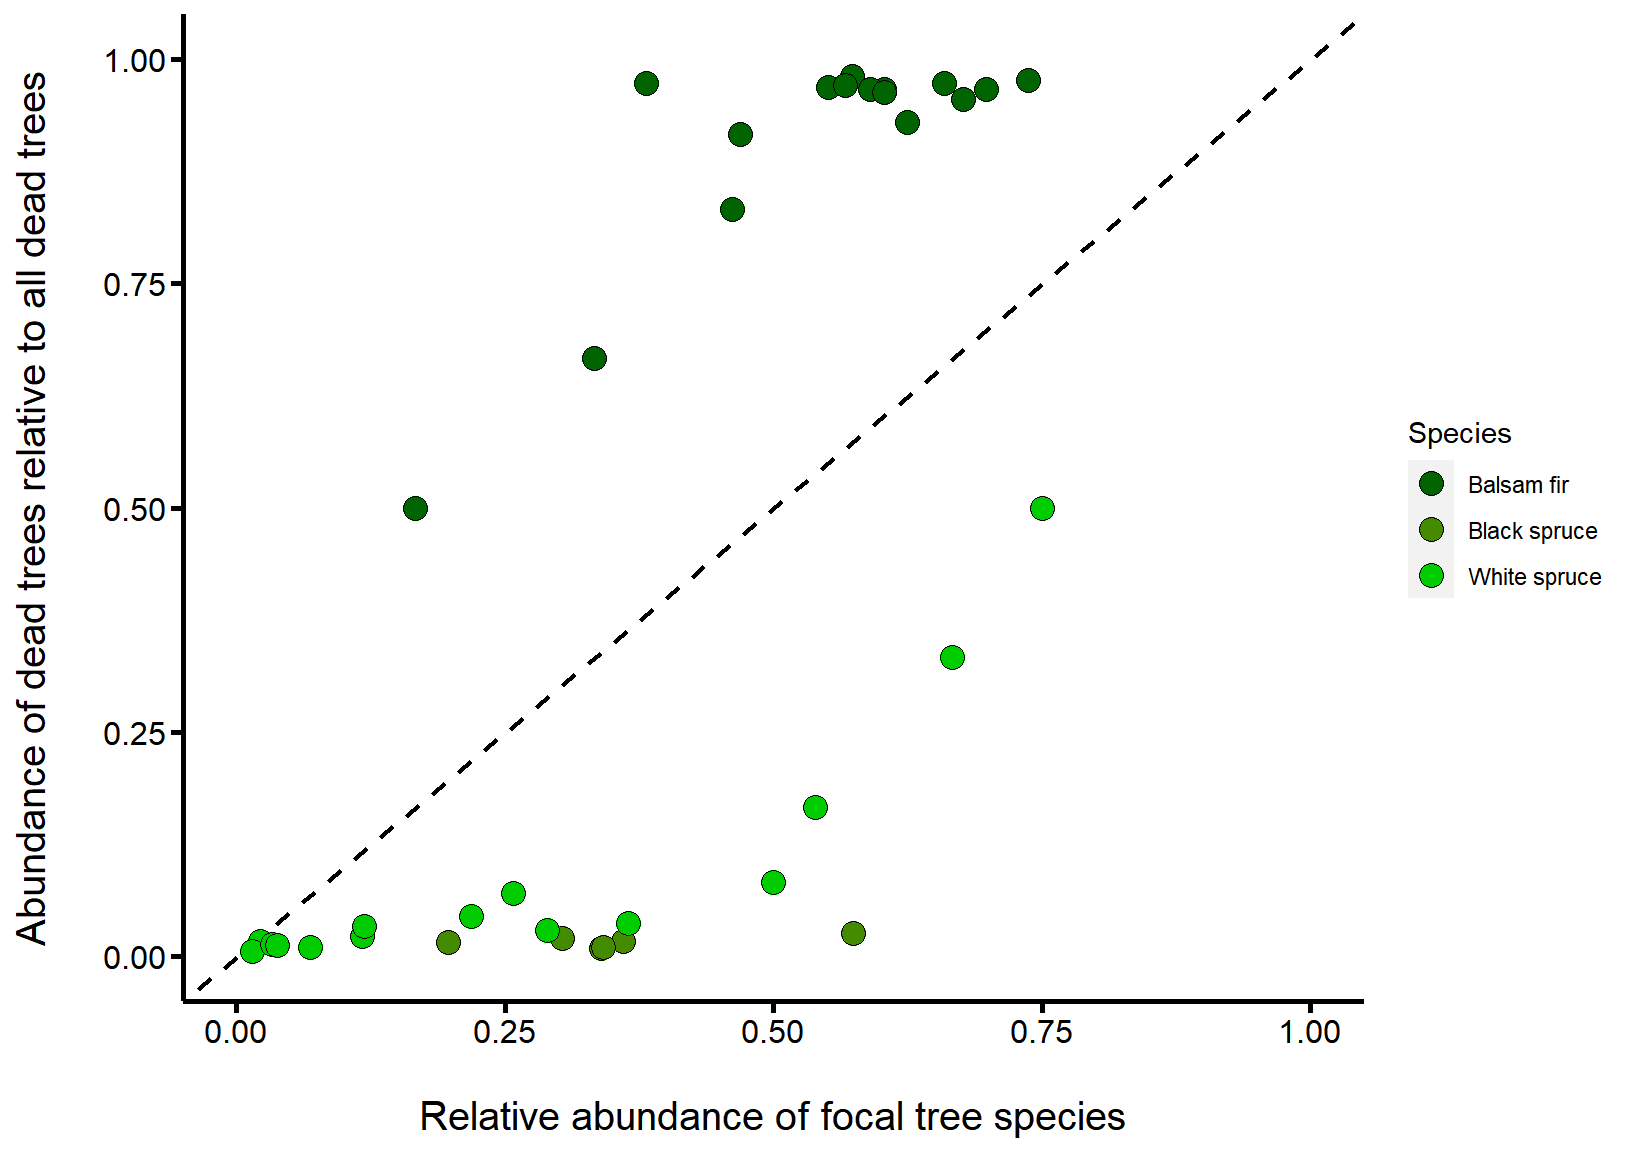 Abundance of dead trees relative to all dead trees
1.00
0.75
0.50
0.25
0.00
0.00 0.25 0.50 0.75 1.00
Relative abundance of focal tree species
Species
Balsam fir
Black spruce
White spruce